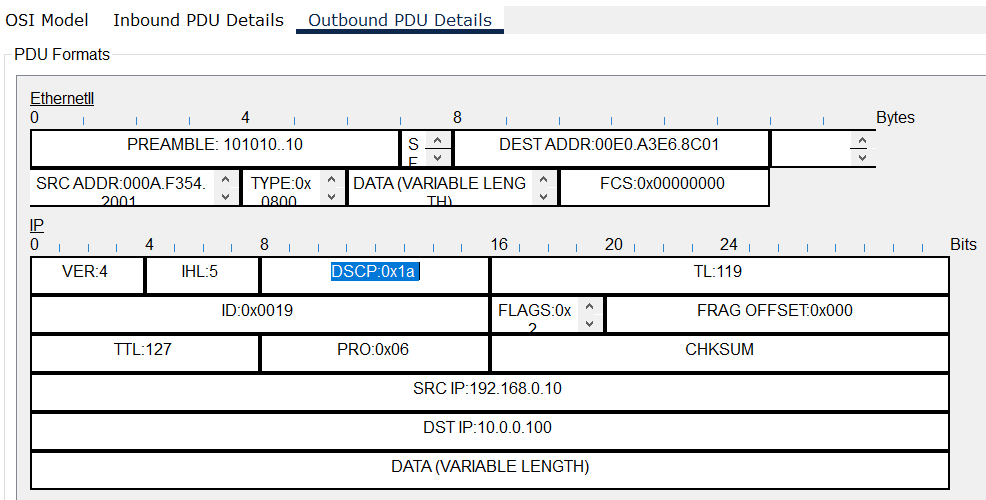 OSI Model Inbound PDU Details Outbound PDU Details
PDU Formats
EthernetII
0 4 8 Bytes
PREAMBLE: 101010..10 S DEST ADDR:00E0.A3E6.8C01
F
SRC ADDR:000A.F354. TYPE:0x DATA (VARIABLE LENG FCS:0x00000000
2001 0800 TH)
IP
0 4 8 16 20 24 Bits
VER:4 IHL:5 DSCP:0x1a TL:119
ID:0x0019 FLAGS:0x FRAG OFFSET:0x000
2
TTL:127 PRO:0x06 CHKSUM
SRC IP:192.168.0.10
DST IP:10.0.0.100
DATA (VARIABLE LENGTH)